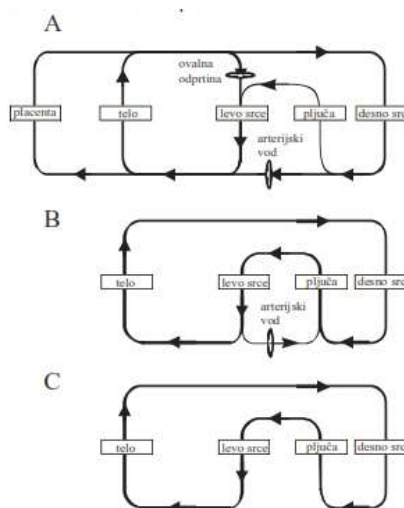 A
ovalna
odprtina
placenta
telo
levo srce
pljuča
desno src
arterijski
vod
B
telo
levo srce
pljuča
desno src
arterijski
vod
C
telo
levo srce
pljuča
desno src